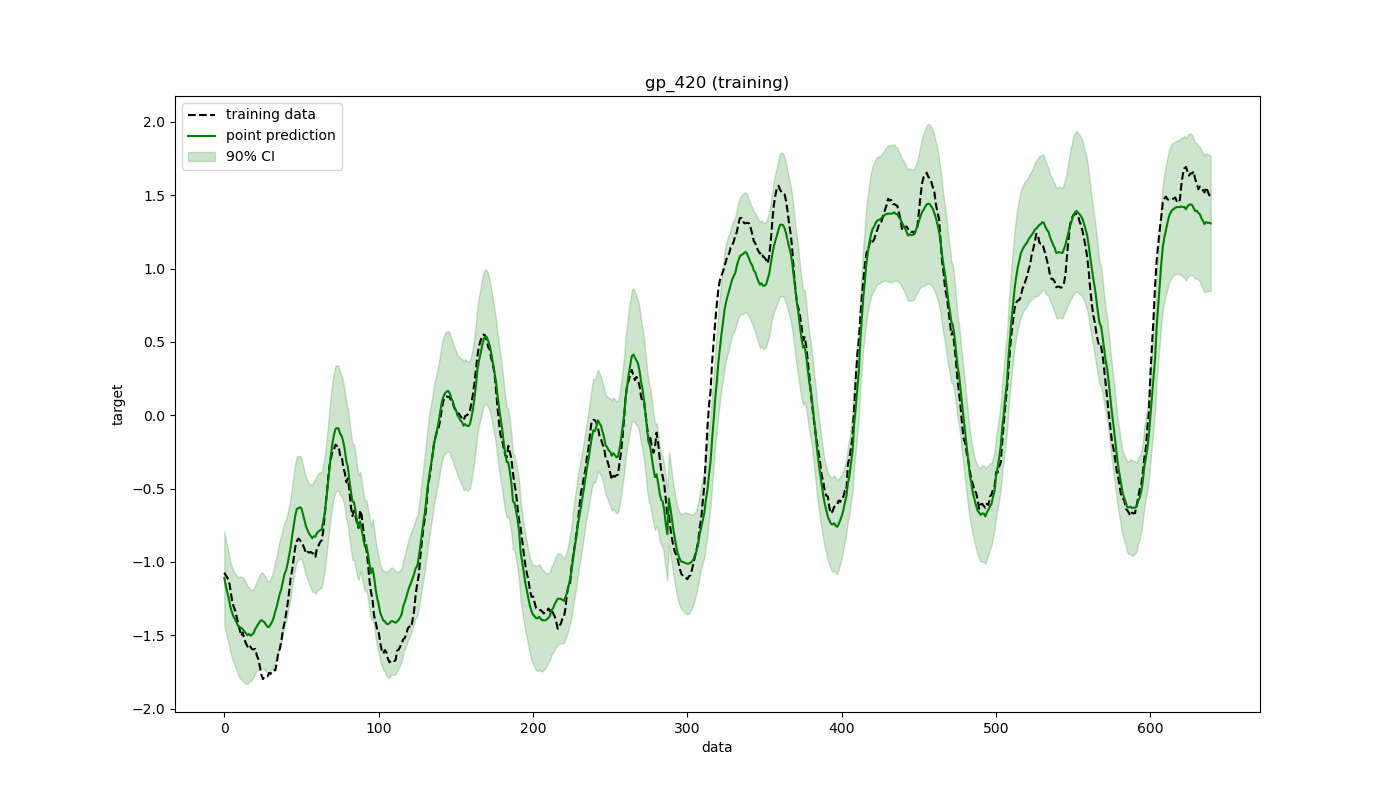 gp_420 (training)
training data
point prediction
90% CI
2.0
1.5
1.0
0.5
0.0
−0.5
−1.0
−1.5
−2.0
target
0 100 200 300 400 500 600
data